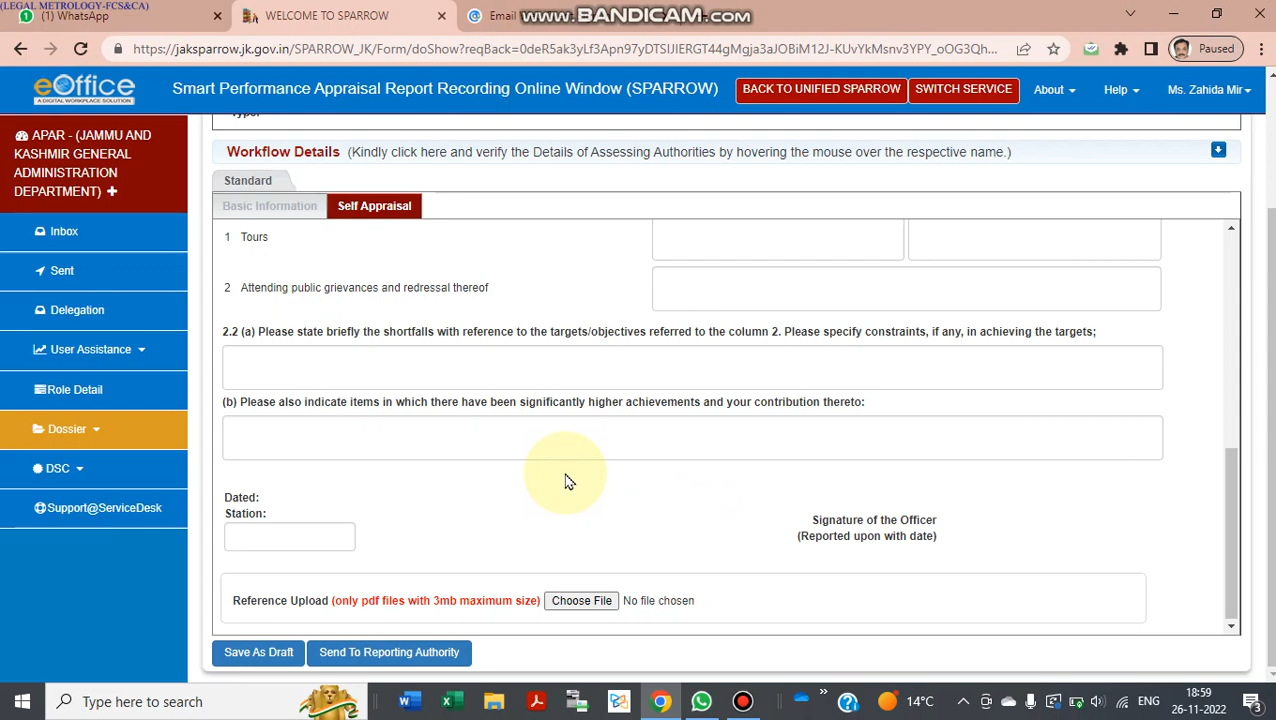 (LEGAL METROLOGY-FCS&CA)
(1) WhatsApp
WELCOME TO SPARROW
Email
www.BANDICAM.com
https://jaksparrow.jk.gov.in/SPARROW_JK/Form/doShow?reqBack=0deR5ak3yLf3Apn97yDTSIJIERGT44gMgja3aJOBiM12J-KUvYkMsnv3YPY_oOG3Qh...
Paused
eOffice
A DIGITAL WORKPLACE SOLUTION
Smart Performance Appraisal Report Recording Online Window (SPARROW)
BACK TO UNIFIED SPARROW
SWITCH SERVICE
About
Help
Ms. Zahida Mir
APAR - (JAMMU AND
KASHMIR GENERAL
ADMINISTRATION
DEPARTMENT)
Inbox
Sent
Delegation
User Assistance
Role Detail
Dossier
DSC
Support@ServiceDesk
Workflow Details (Kindly click here and verify the Details of Assessing Authorities by hovering the mouse over the respective name.)
Standard
Basic Information
Self Appraisal
1 Tours
2 Attending public grievances and redressal thereof
2.2 (a) Please state briefly the shortfalls with reference to the targets/objectives referred to the column 2. Please specify constraints, if any, in achieving the targets;
(b) Please also indicate items in which there have been significantly higher achievements and your contribution thereto:
Dated:
Station:
Signature of the Officer
(Reported upon with date)
Reference Upload (only pdf files with 3mb maximum size) Choose File No file chosen
Save As Draft
Send To Reporting Authority
Type here to search
14°C
ENG
18:59
26-11-2022
3